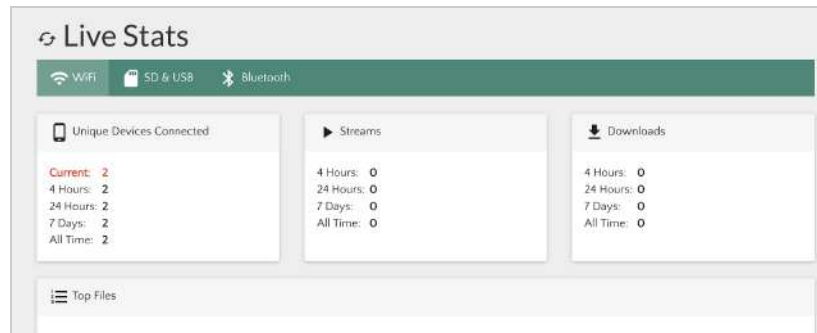 Live Stats
WiFi SD & USB Bluetooth
Unique Devices Connected
Current: 2
4 Hours: 2
24 Hours: 2
7 Days: 2
All Time: 2
Streams
4 Hours: 0
24 Hours: 0
7 Days: 0
All Time: 0
Downloads
4 Hours: 0
24 Hours: 0
7 Days: 0
All Time: 0
Top Files